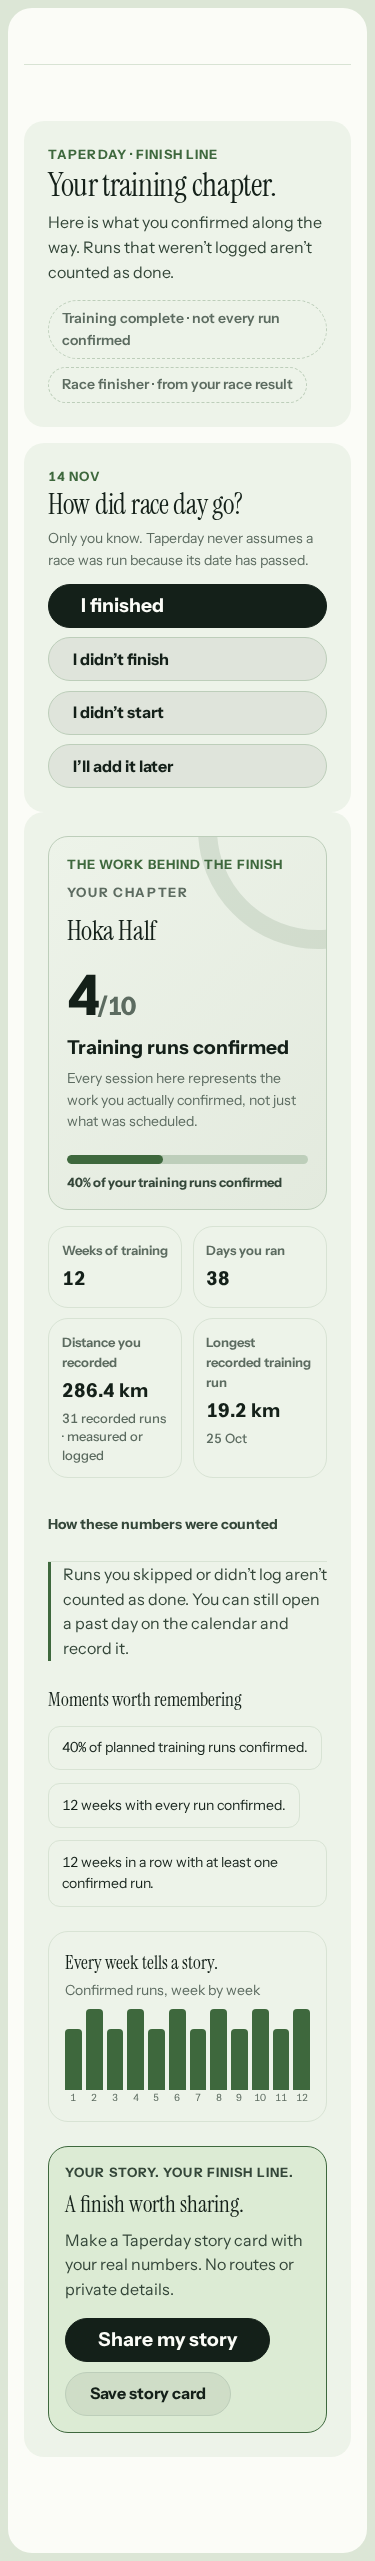 TAPERDAY · FINISH LINE
Your training chapter.
Here is what you confirmed along the
way. Runs that weren’t logged aren’t
counted as done.
Training complete · not every run
confirmed
Race finisher · from your race result
14 NOV
How did race day go?
Only you know. Taperday never assumes a
race was run because its date has passed.
I finished
I didn’t finish
I didn’t start
I’ll add it later
THE WORK BEHIND THE FINISH
YOUR CHAPTER
Hoka Half
4/10
Training runs confirmed
Every session here represents the
work you actually confirmed, not just
what was scheduled.
40% of your training runs confirmed
Weeks of training
12
Days you ran
38
Distance you
recorded
286.4 km
31 recorded runs
· measured or
logged
Longest
recorded training
run
19.2 km
25 Oct
How these numbers were counted
Runs you skipped or didn’t log aren’t
counted as done. You can still open
a past day on the calendar and
record it.
Moments worth remembering
40% of planned training runs confirmed.
12 weeks with every run confirmed.
12 weeks in a row with at least one
confirmed run.
Every week tells a story.
Confirmed runs, week by week
1 2 3 4 5 6 7 8 9 10 11 12
YOUR STORY. YOUR FINISH LINE.
A finish worth sharing.
Make a Taperday story card with
your real numbers. No routes or
private details.
Share my story
Save story card